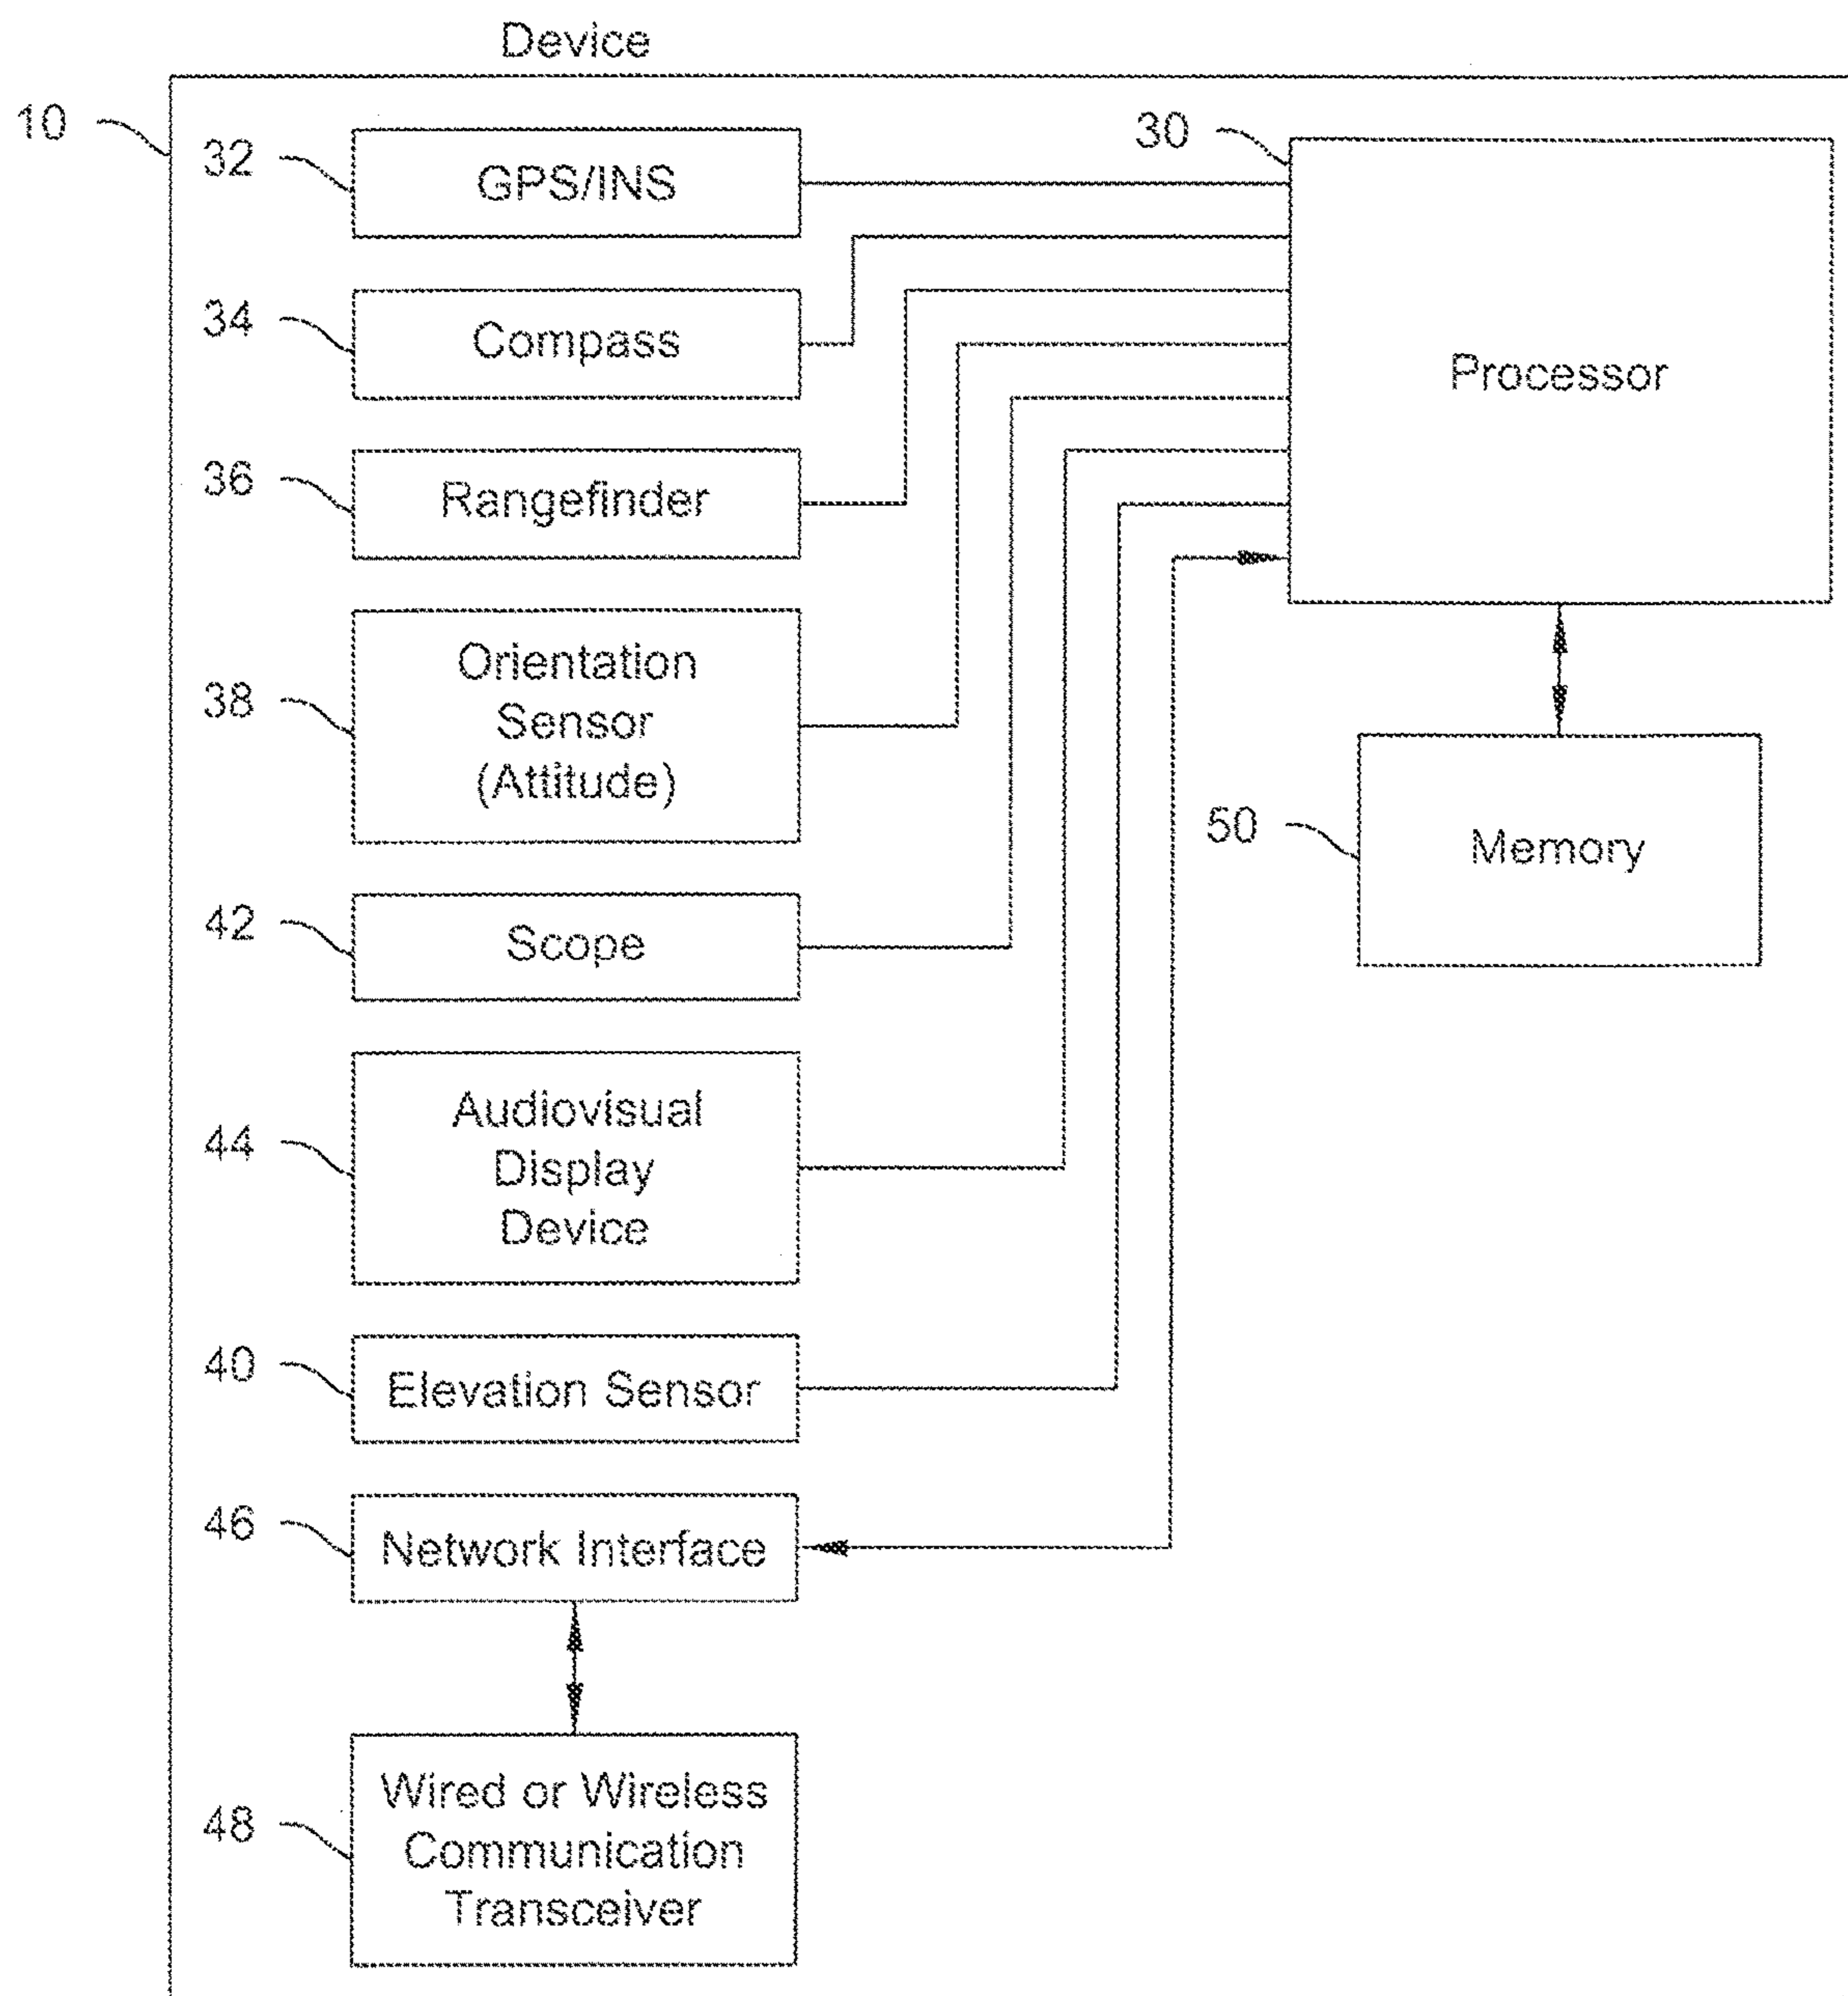 Device
10
32
GPS/INS
30
Processor
34
Compass
36
Rangefinder
38
Orientation
Sensor
(Attitude)
50
Memory
42
Scope
44
Audiovisual
Display
Device
40
Elevation Sensor
46
Network Interface
48
Wired or Wireless
Communication
Transceiver